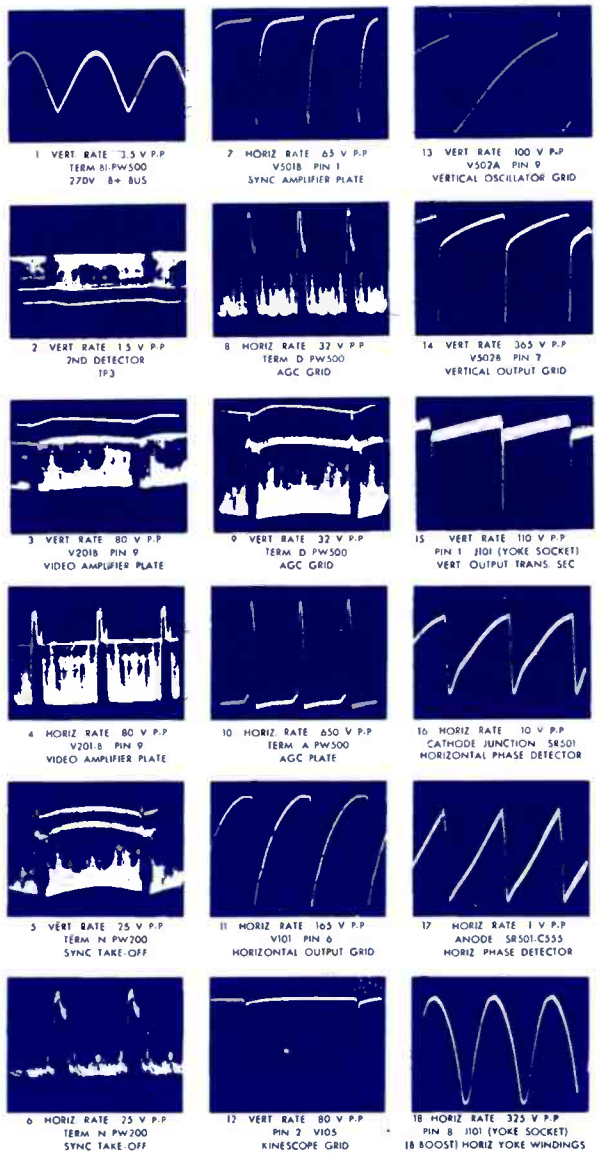 1 VERT. RATE 3.5 V P-P
TERM BI-PW500
270V B+ BUS
2 VERT RATE 1.5 V P-P
2ND DETECTOR
TP3
3 VERT RATE 80 V P-P
V201B PIN 9
VIDEO AMPLIFIER PLATE
4 HORIZ RATE 80 V P-P
V201-B PIN 9
VIDEO AMPLIFIER PLATE
5 VERT RATE 25 V P-P
TERM N PW200
SYNC TAKE-OFF
6 HORIZ. RATE 25 V P-P
TERM N PW200
SYNC TAKE-OFF
7 HORIZ RATE 65 V P-P
V501B PIN 1
SYNC AMPLIFIER PLATE
8 HORIZ RATE 32 V P-P
TERM D PW500
AGC GRID
9 VERT RATE 32 V P-P
TERM D PW500
AGC GRID
10 HORIZ. RATE 650 V P-P
TERM A PW500
AGC PLATE
11 HORIZ RATE 165 V P-P
V101 PIN 6
HORIZONTAL OUTPUT GRID
12 VERT RATE 80 V P-P
PIN 2 V105
KINESCOPE GRID
13 VERT RATE 100 V P-P
V502A PIN 9
VERTICAL OSCILLATOR GRID
14 VERT RATE 365 V P-P
V502B PIN 7
VERTICAL OUTPUT GRID
15 VERT RATE 110 V P-P
PIN 1 J101 (YOKE SOCKET)
VERT OUTPUT TRANS. SEC
16 HORIZ RATE 10 V P-P
CATHODE JUNCTION SR501
HORIZONTAL PHASE DETECTOR
17 HORIZ RATE 1 V P-P
ANODE SR501-C555
HORIZ PHASE DETECTOR
18 HORIZ RATE 325 V P-P
PIN 8 J101 (YOKE SOCKET)
(B BOOST) HORIZ YOKE WINDINGS